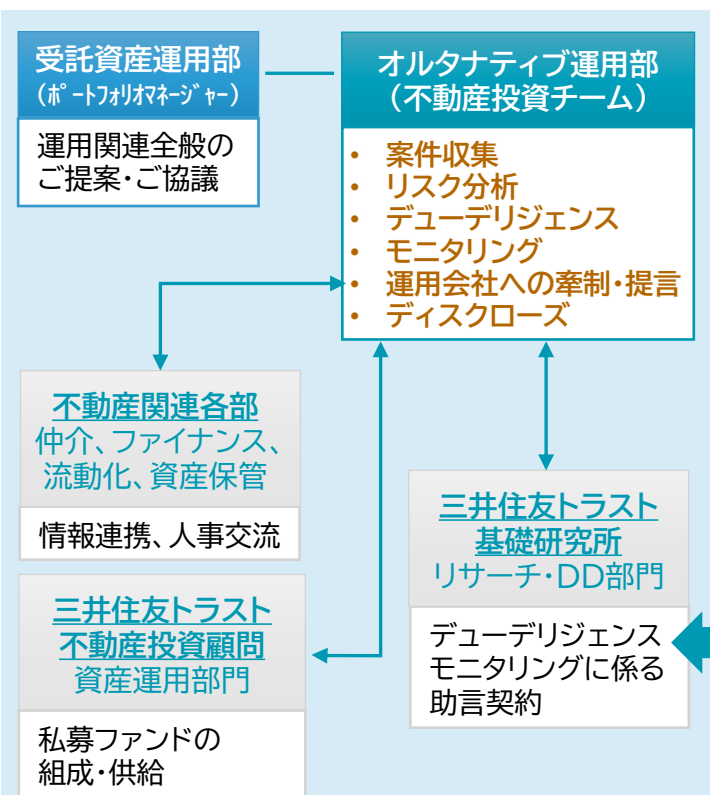 受託資産運用部
（ﾎﾟｰﾄﾌｫﾘｵﾏﾈｰｼﾞｬｰ）
運用関連全般の
ご提案・ご協議
オルタナティブ運用部
（不動産投資チーム）
• 案件収集
• リスク分析
• デューデリジェンス
• モニタリング
• 運用会社への牽制・提言
• ディスクローズ
不動産関連各部
仲介、ファイナンス、
流動化、資産保管
情報連携、人事交流
三井住友トラスト
不動産投資顧問
資産運用部門
私募ファンドの
組成・供給
三井住友トラスト
基礎研究所
リサーチ・DD部門
デューデリジェンス
モニタリングに係る
助言契約